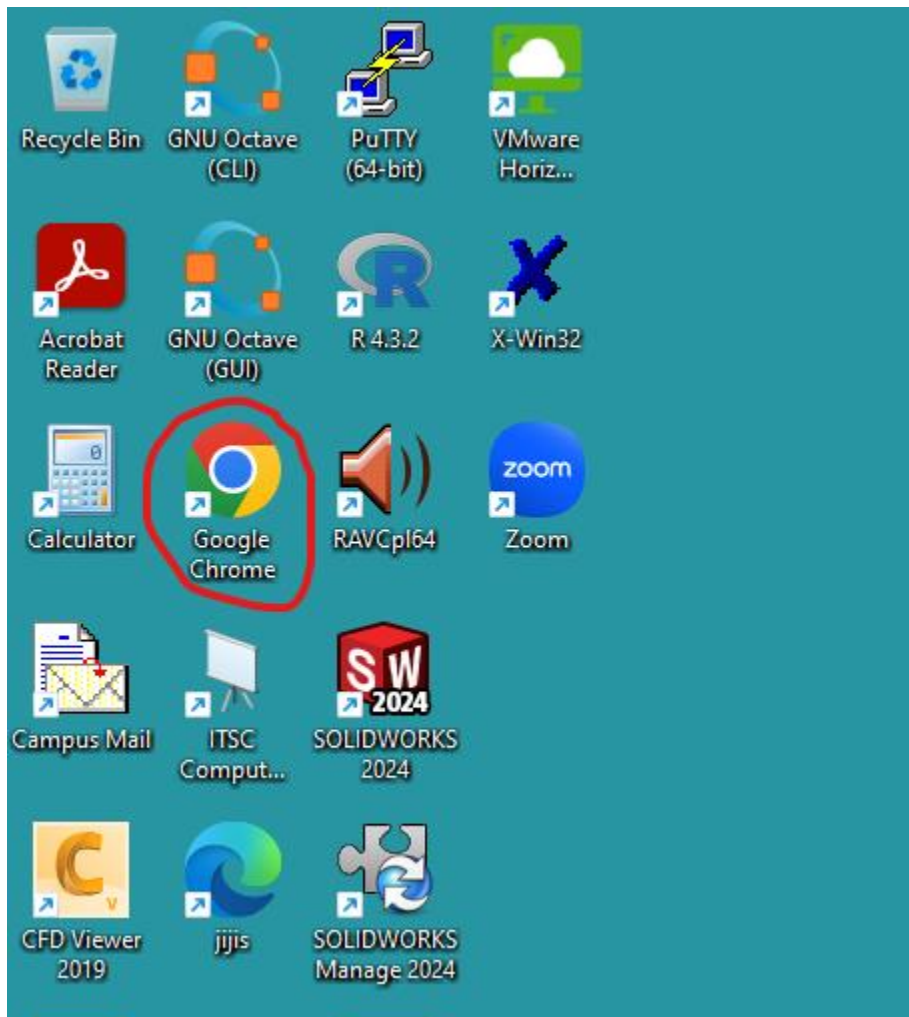 Recycle Bin
GNU Octave
(CLI)
PuTTY
(64-bit)
VMware
Horiz...
Acrobat
Reader
GNU Octave
(GUI)
R
R 4.3.2
X
X-Win32
0
Calculator
Google
Chrome
RAVCpl64
zoom
Zoom
Campus Mail
ITSC
Comput...
SW
2024
SOLIDWORKS
2024
C
V
CFD Viewer
2019
jijis
SOLIDWORKS
Manage 2024